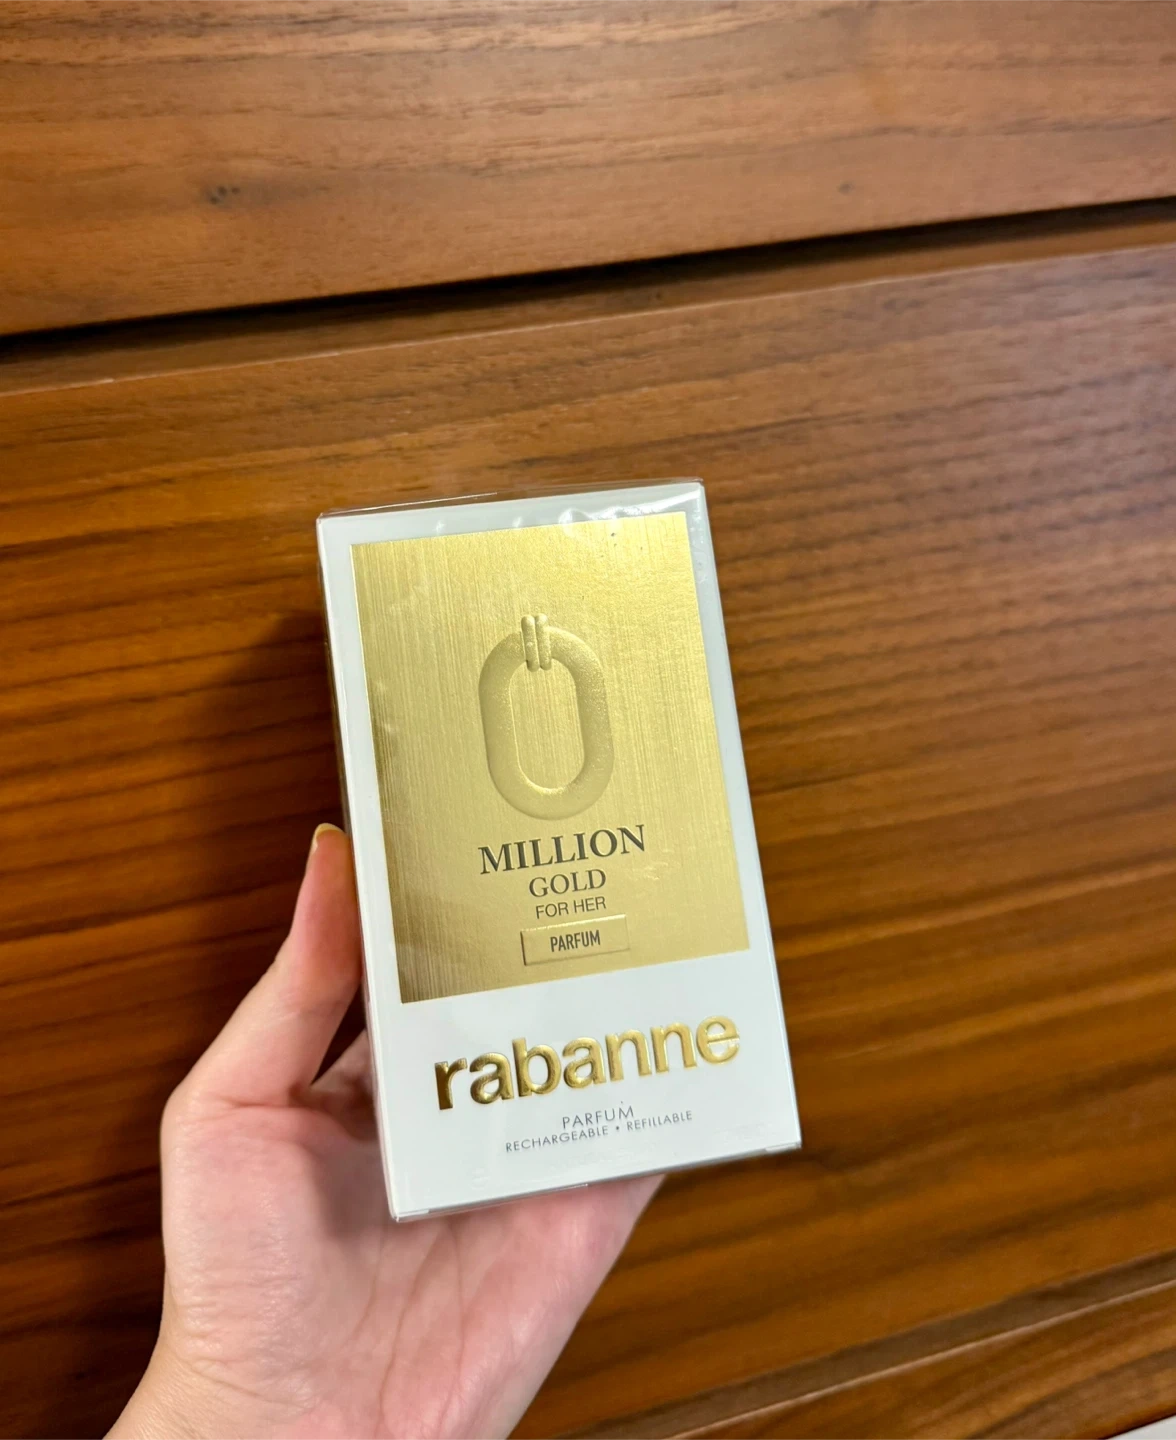 MILLION
GOLD
FOR HER
PARFUM
rabanne
PARFUM
RECHARGEABLE • REFILLABLE